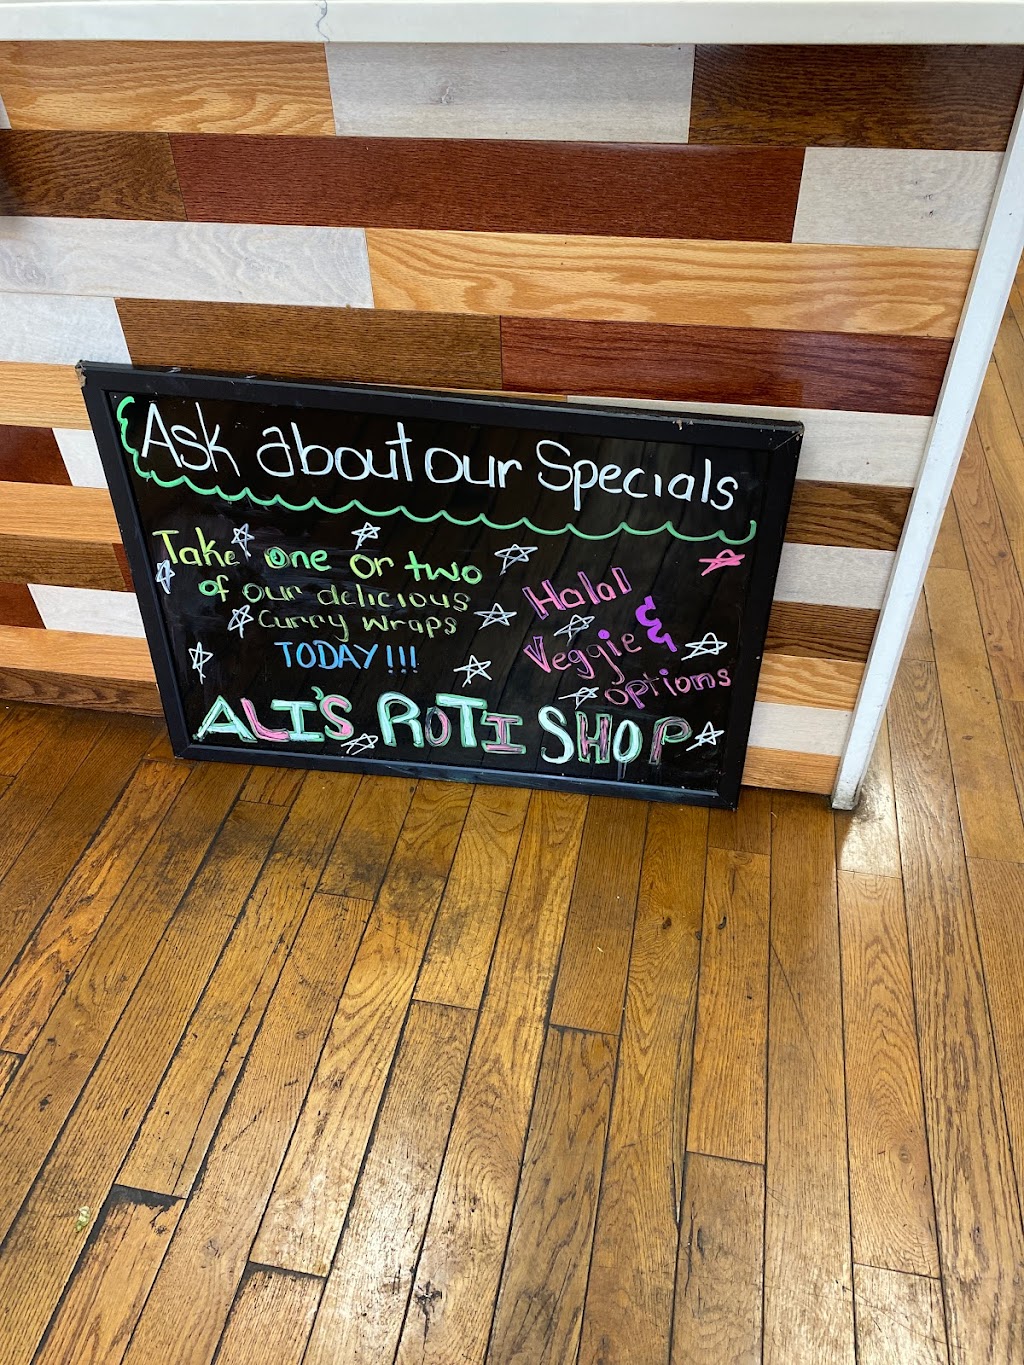 Ask about our Specials
Take one or two
of our delicious
Curry Wraps
TODAY!!!
Halal
&
Veggie
options
ALI'S ROTI SHOP